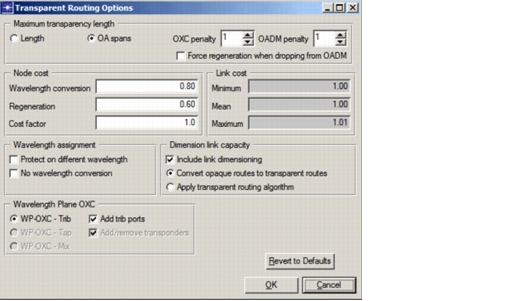 Transparent Routing Options
Maximum transparency length
Length
OA spans
OXC penalty 1
OADM penalty 1
Force regeneration when dropping from OADM
Node cost
Wavelength conversion 0.80
Regeneration 0.60
Cost factor 1.0
Link cost
Minimum 1.00
Mean 1.00
Maximum 1.01
Wavelength assignment
Protect on different wavelength
No wavelength conversion
Dimension link capacity
Include link dimensioning
Convert opaque routes to transparent routes
Apply transparent routing algorithm
Wavelength Plane OXC
WP-OXC - Trib
WP-OXC - Tap
WP-OXC - Mix
Add trib ports
Add/remove transponders
Revert to Defaults
OK
Cancel